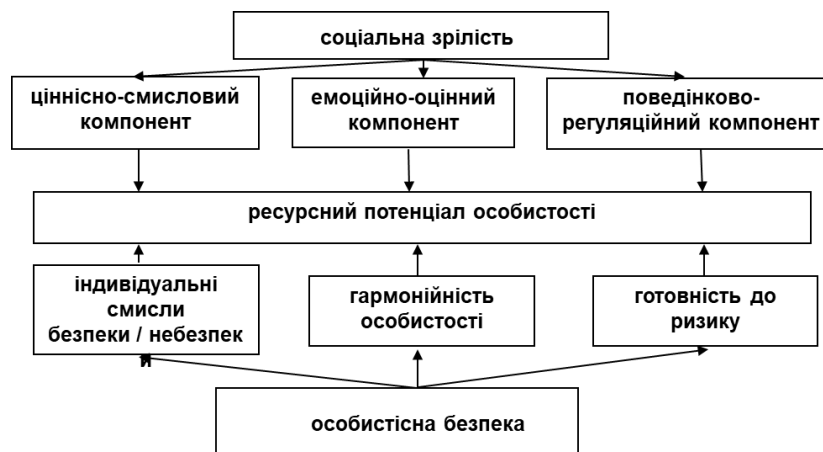 соціальна зрілість
ціннісно-смисловий
компонент
емоційно-оцінний
компонент
поведінково-
регуляційний компонент
ресурсний потенціал особистості
індивідуальні
смисли
безпеки / небезпек
и
гармонійність
особистості
готовність до
ризику
особистісна безпека